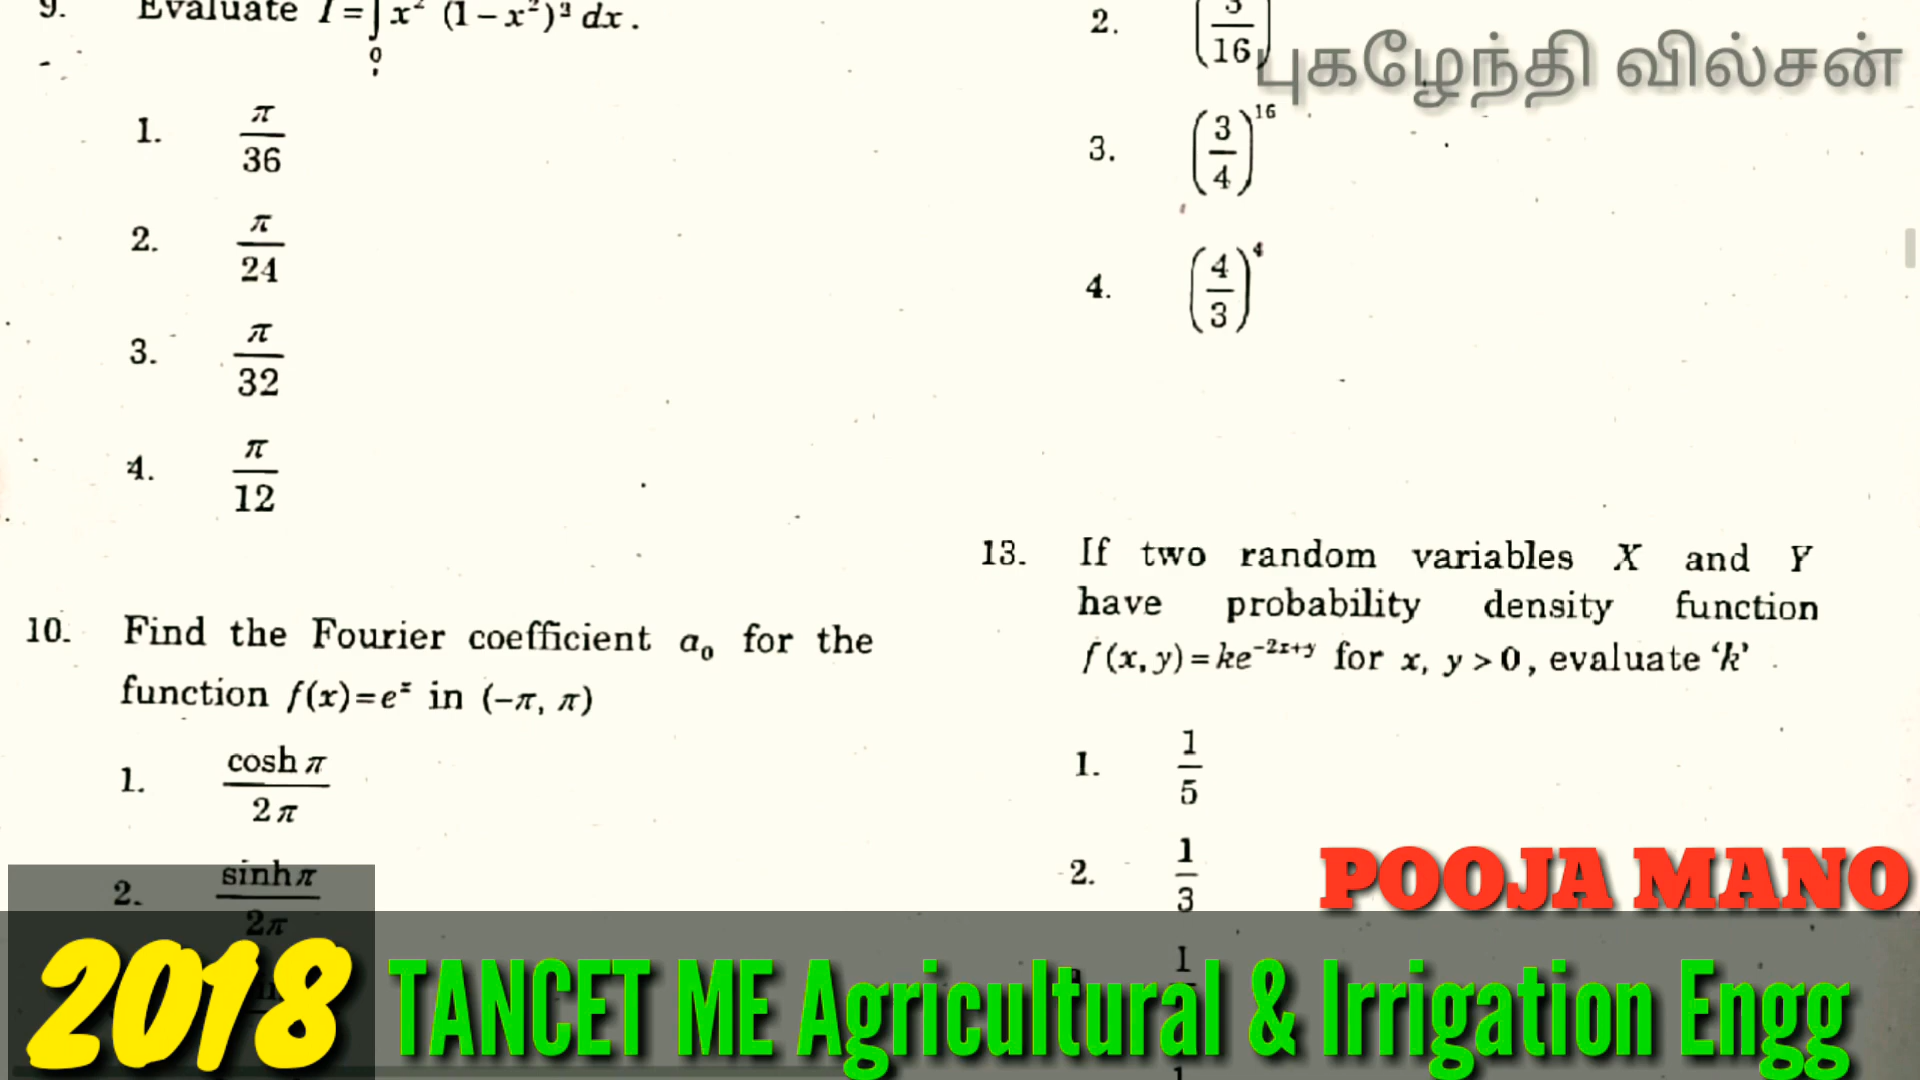 9. Evaluate I = ∫₀ x² (1 – x²)³ dx.
1. π/36
2. π/24
3. π/32
4. π/12
10. Find the Fourier coefficient a₀ for the
function f(x)=eˣ in (–π, π)
1. cosh π/2π
2. sinh π/2π
2. (3/16)
3. (3/4)¹⁶
4. (4/3)⁴
13. If two random variables X and Y
have probability density function
f(x, y) = ke⁻²ˣ⁺ʸ for x, y > 0, evaluate ‘k’
1. 1/5
2. 1/3
புகழேந்தி வில்சன்
POOJA MANO
2018 TANCET ME Agricultural & Irrigation Engg